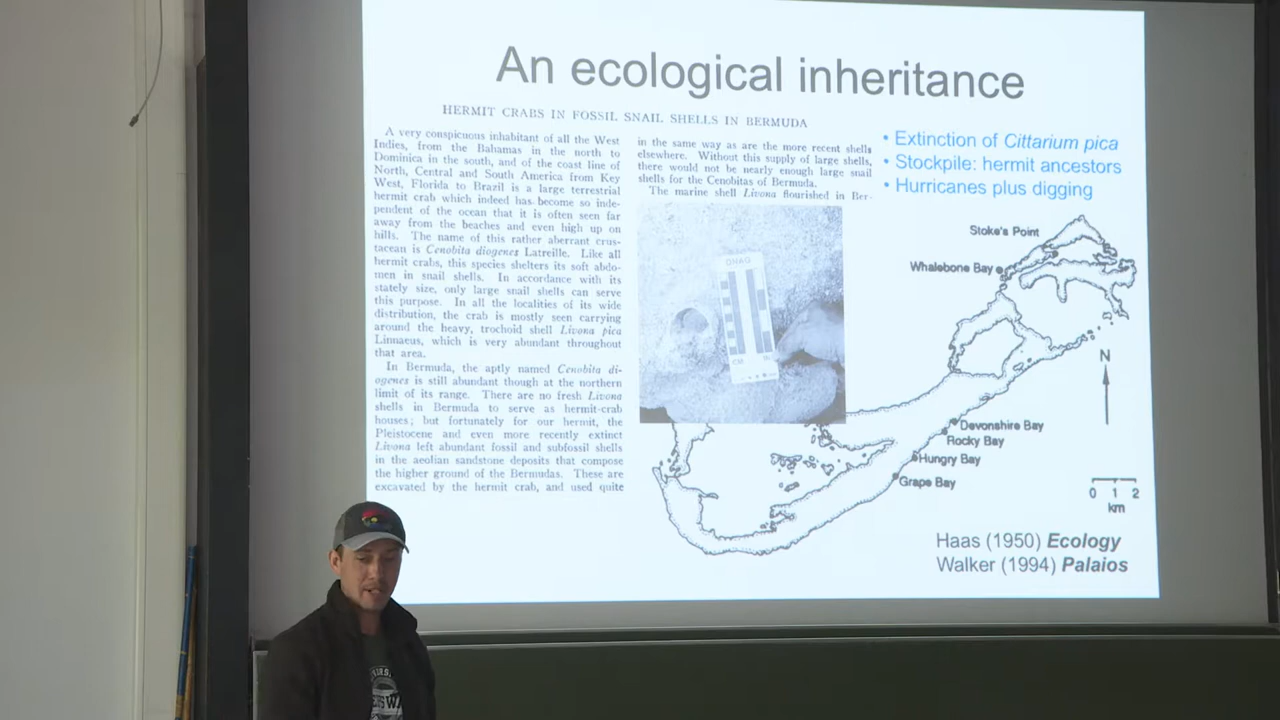 An ecological inheritance
HERMIT CRABS IN FOSSIL SNAIL SHELLS IN BERMUDA
A very conspicuous inhabitant of all the West
Indies, from the Bahamas in the north to
Dominica in the south, and of the coast line of
North, Central and South America from Key
West, Florida to Brazil is a large terrestrial
hermit crab which indeed has become so inde-
pendent of the ocean that it is often seen far
away from the beaches and even high up on
hills. The name of this rather aberrant crus-
tacean is Cenobita diogenes Latreille. Like all
hermit crabs, this species shelters its soft abdo-
men in snail shells. In accordance with its
stately size, only large snail shells can serve
this purpose. In all the localities of its wide
distribution, the crab is mostly seen carrying
around the heavy, trochoid shell Livona pica
Linnaeus, which is very abundant throughout
that area.
In Bermuda, the aptly named Cenobita di-
ogenes is still abundant though at the northern
limit of its range. There are no fresh Livona
shells in Bermuda to serve as hermit-crab
houses; but fortunately for our hermit, the
Pleistocene and even more recently extinct
Livona left abundant fossil and subfossil shells
in the aeolian sandstone deposits that compose
the higher ground of the Bermudas. These are
excavated by the hermit crab, and used quite
in the same way as are the more recent shells
elsewhere. Without this supply of large shells,
there would not be nearly enough large snail
shells for the Cenobitas of Bermuda.
The marine shell Livona flourished in Ber-
• Extinction of Cittarium pica
• Stockpile: hermit ancestors
• Hurricanes plus digging
Stoke's Point
Whalebone Bay
N
Devonshire Bay
Rocky Bay
Hungry Bay
Grape Bay
0 1 2
km
CM
Haas (1950) Ecology
Walker (1994) Palaios